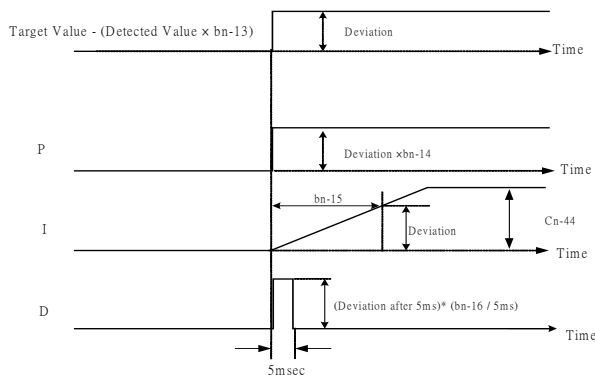 Target Value - (Detected Value × bn-13)
Deviation
Time
P
Deviation ×bn-14
Time
I
bn-15
Deviation
Cn-44
Time
D
(Deviation after 5ms)* (bn-16 / 5ms)
Time
5msec